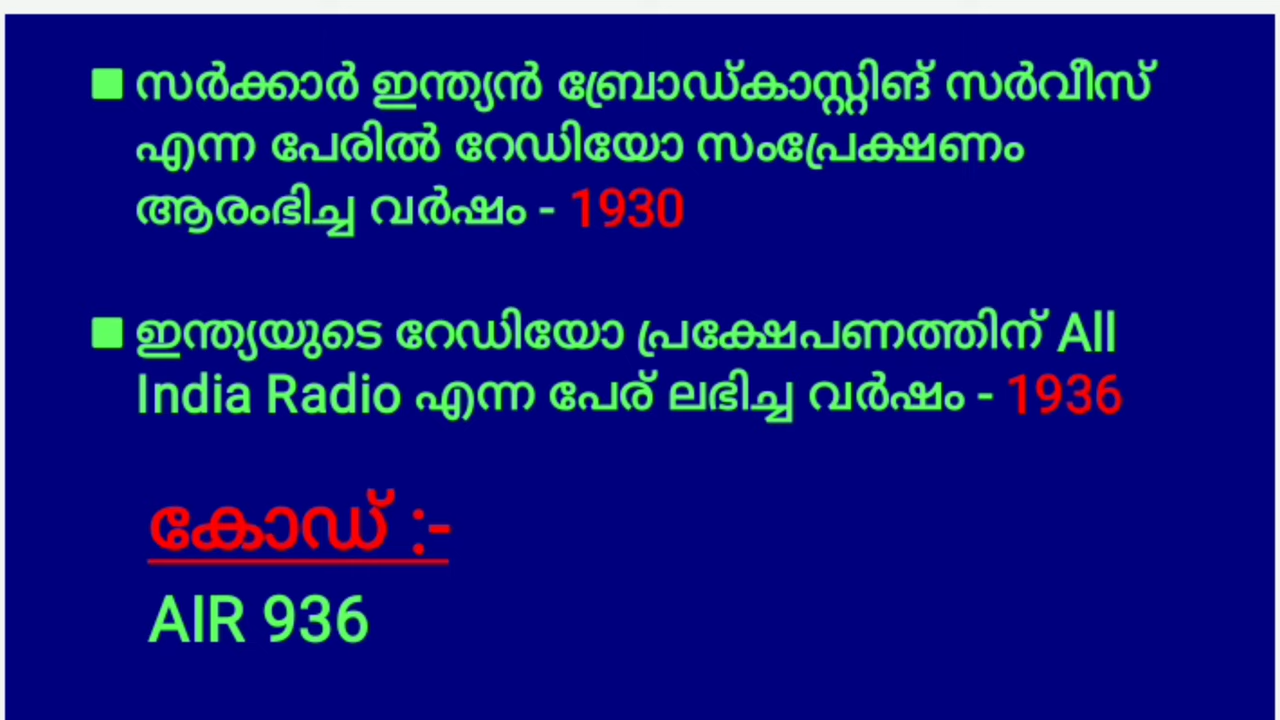 ■ സർക്കാർ ഇന്ത്യൻ ബ്രോഡ്കാസ്റ്റിങ് സർവീസ്
എന്ന പേരിൽ റേഡിയോ സംപ്രേക്ഷണം
ആരംഭിച്ച വർഷം - 1930
■ ഇന്ത്യയുടെ റേഡിയോ പ്രക്ഷേപണത്തിന് All
India Radio എന്ന പേര് ലഭിച്ച വർഷം - 1936
കോഡ് :-
AIR 936